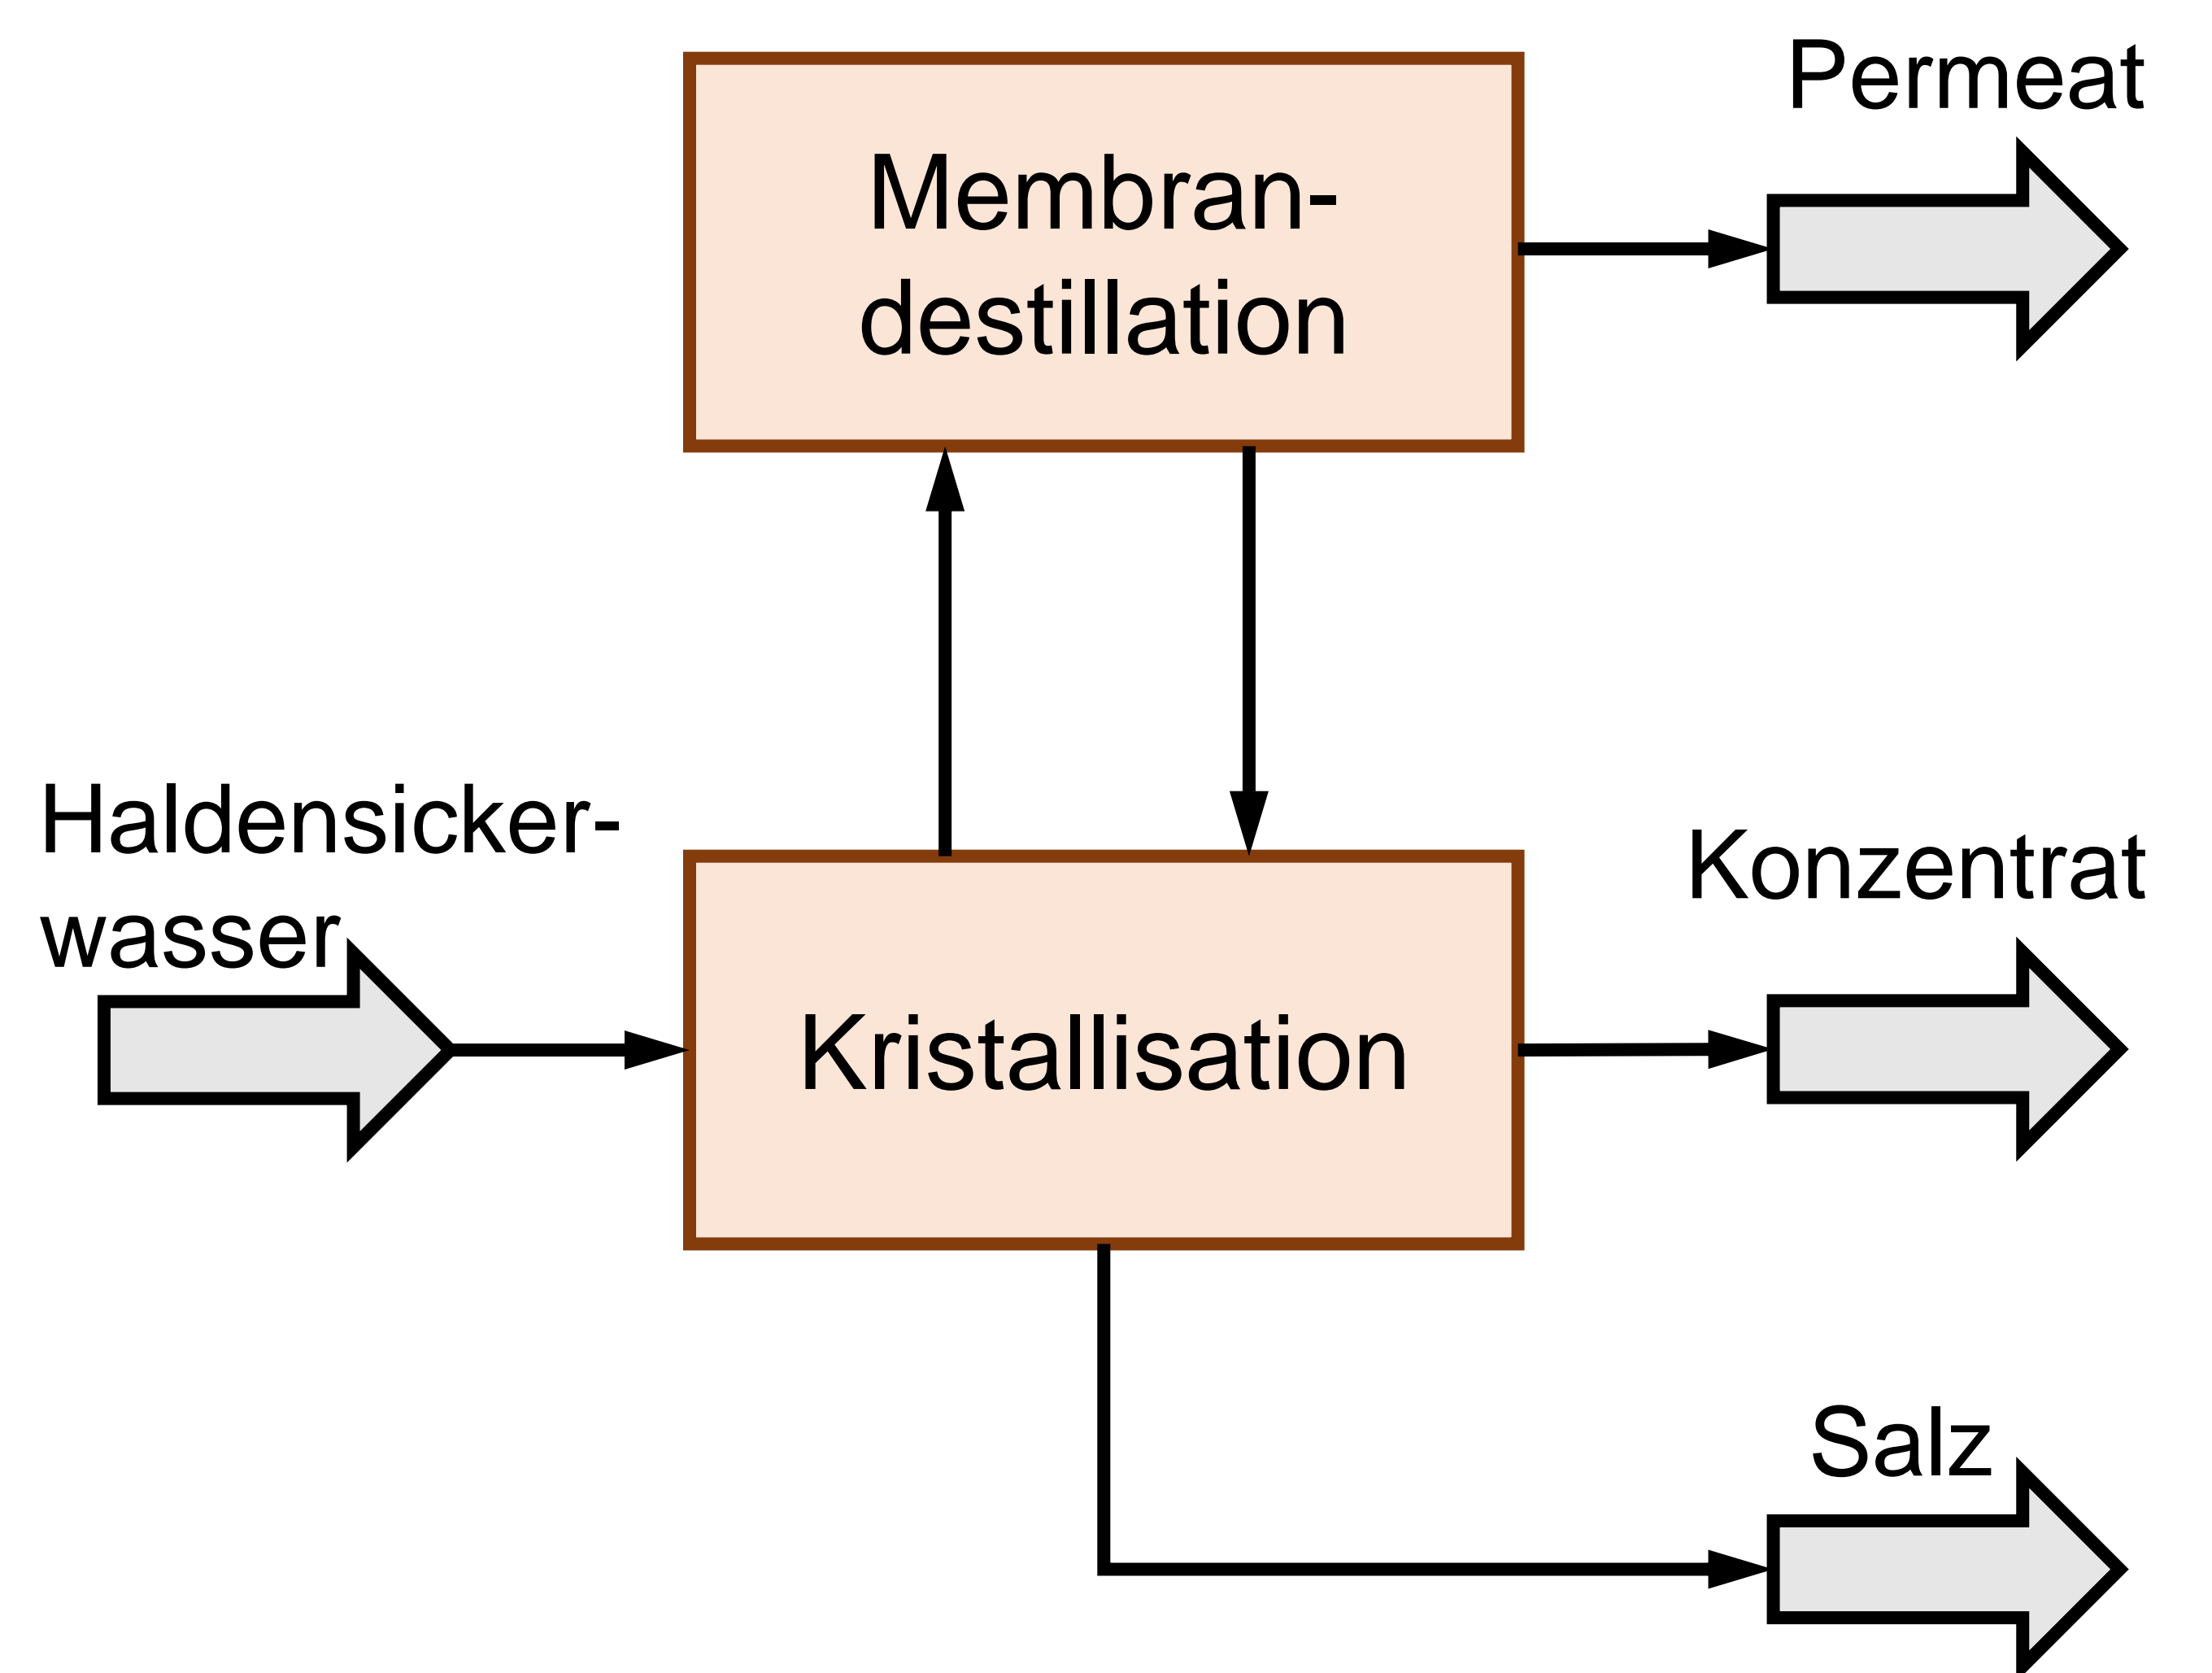 Permeat
Membran-
destillation
Haldensicker-
wasser
Konzentrat
Kristallisation
Salz